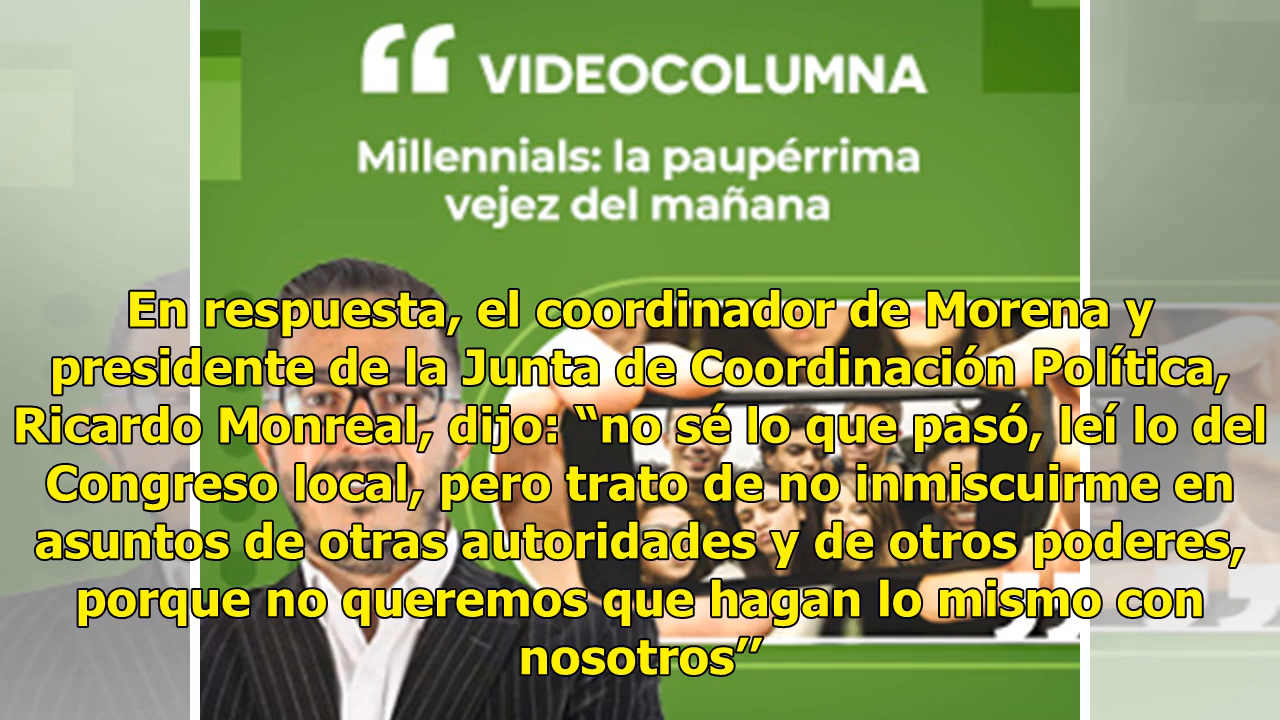 VIDEOCOLUMNA
Millennials: la paupérrima
vejez del mañana
En respuesta, el coordinador de Morena y
presidente de la Junta de Coordinación Política,
Ricardo Monreal, dijo: “no sé lo que pasó, leí lo del
Congreso local, pero trato de no inmiscuirme en
asuntos de otras autoridades y de otros poderes,
porque no queremos que hagan lo mismo con
nosotros”